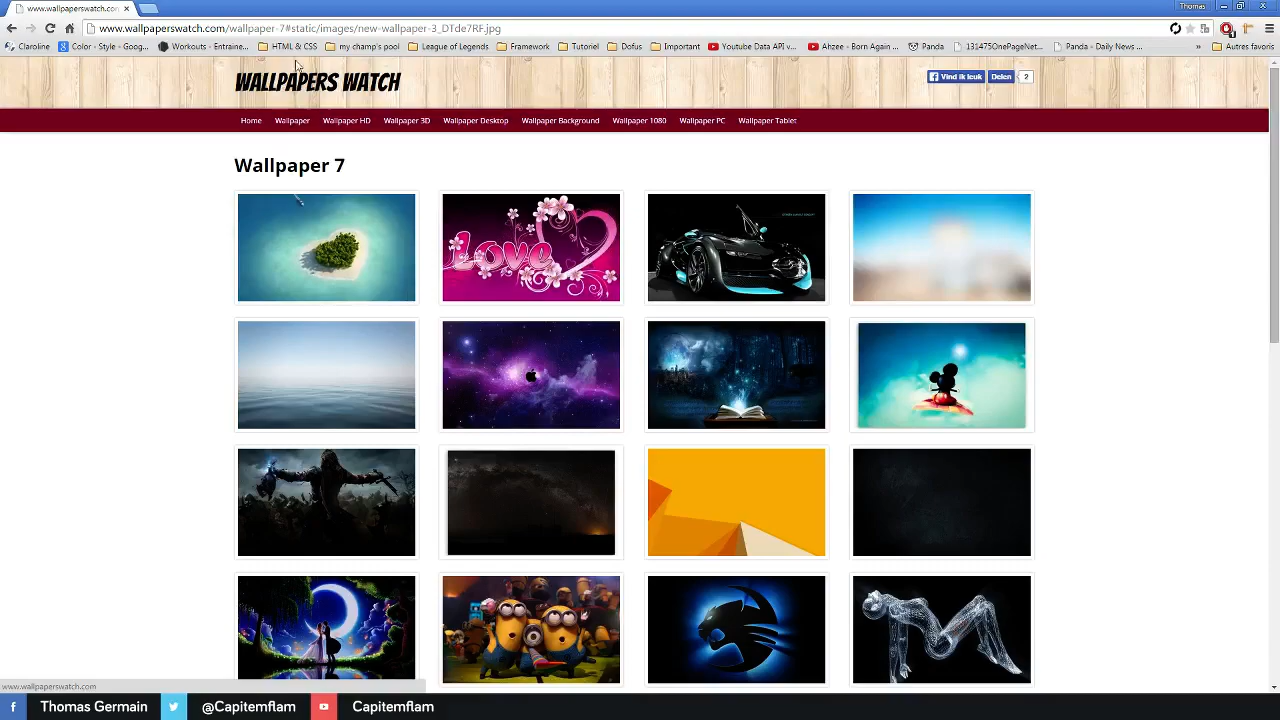 www.wallpaperswatch.com
Thomas
www.wallpaperswatch.com/wallpaper-7#static/images/new-wallpaper-3_DTde7RF.jpg
Claroline
Color - Style - Goog...
Workouts - Entraine...
HTML & CSS
my champ's pool
League of Legends
Framework
Tutoriel
Dofus
Important
Youtube Data API v...
Ahzee - Born Again ...
Panda
131475OnePageNet...
Panda - Daily News ...
»
Autres favoris
WALLPAPERS WATCH
Vind ik leuk
Delen
2
Home
Wallpaper
Wallpaper HD
Wallpaper 3D
Wallpaper Desktop
Wallpaper Background
Wallpaper 1080
Wallpaper PC
Wallpaper Tablet
Wallpaper 7
Love
www.wallpaperswatch.com
Thomas Germain
@Capitemflam
Capitemflam